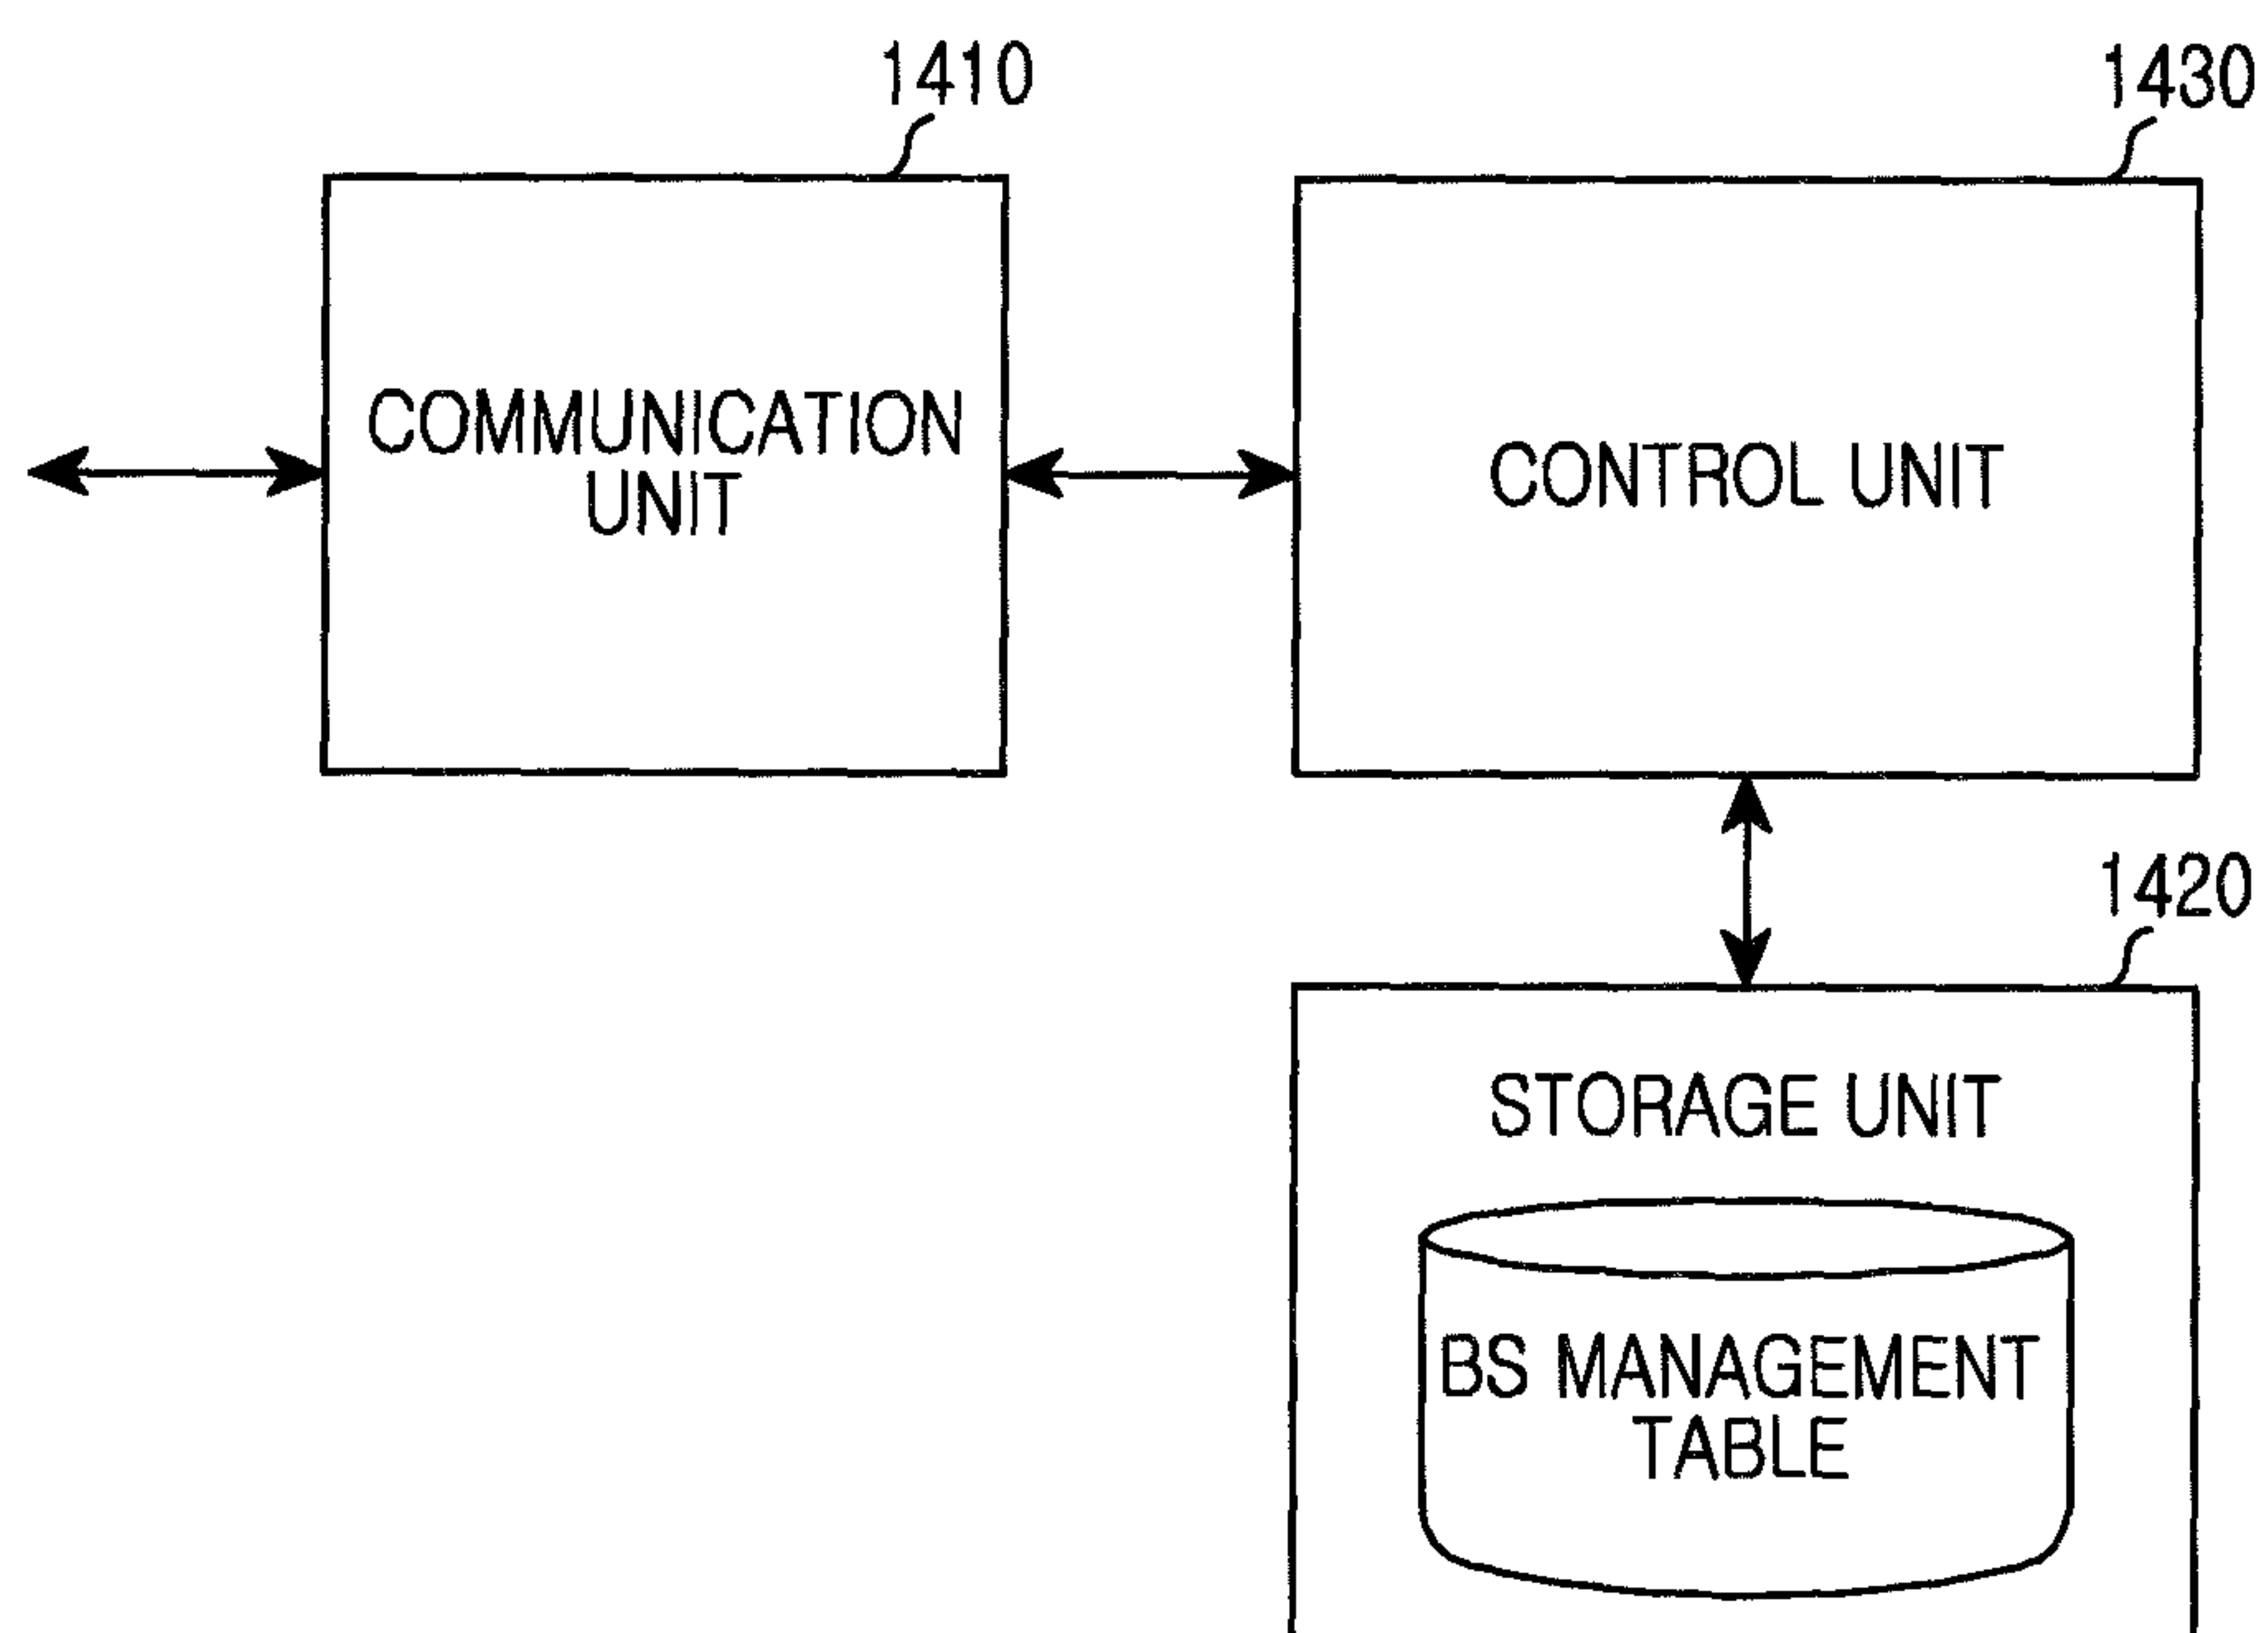 1410
1430
COMMUNICATION
UNIT
CONTROL UNIT
1420
STORAGE UNIT
BS MANAGEMENT
TABLE